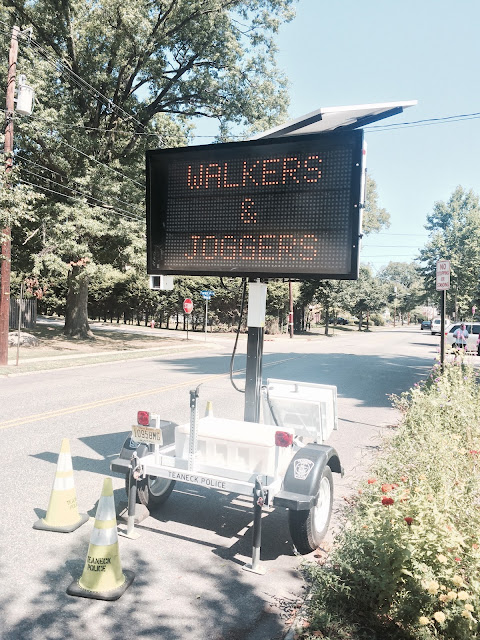 WALKERS
&
JOGGERS
TEANECK POLICE
TEANECK
POLICE